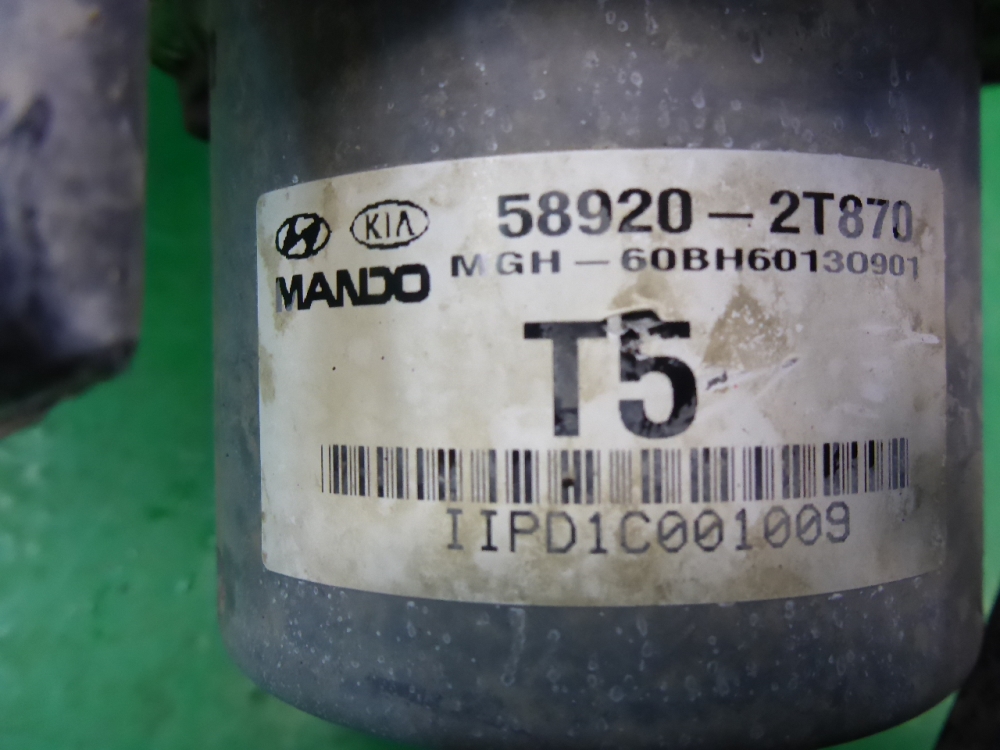 KIA 58920-2T870
MANDO MGH-60BH60130901
T5
IIPD1C001009